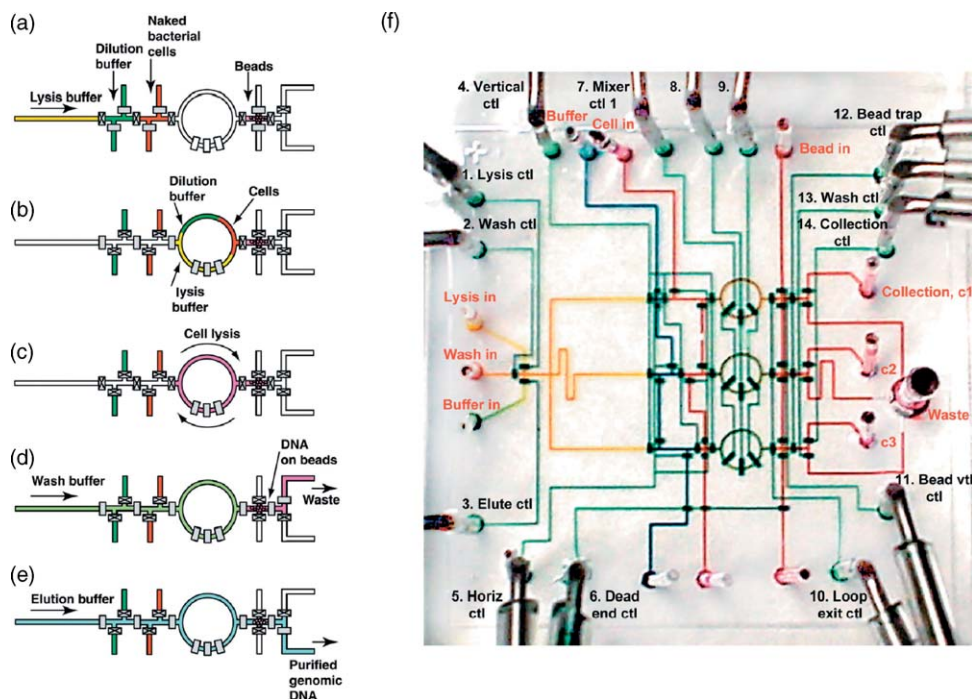 (a)
Naked
bacterial
cells
Dilution
buffer
Beads
Lysis buffer
(b)
Dilution
buffer
Cells
lysis
buffer
(c)
Cell lysis
(d)
DNA
on beads
Wash buffer
Waste
(e)
Elution buffer
Purified
genomic
DNA
(f)
4. Vertical
ctl
7. Mixer
ctl 1
8.
9.
Buffer
Cell in
12. Bead trap
ctl
Bead in
1. Lysis ctl
13. Wash ctl
2. Wash ctl
14. Collection
ctl
Lysis in
Collection, c1
Wash in
c2
Buffer in
Waste
c3
3. Elute ctl
11. Bead vtl
ctl
5. Horiz
ctl
6. Dead
end ctl
10. Loop
exit ctl